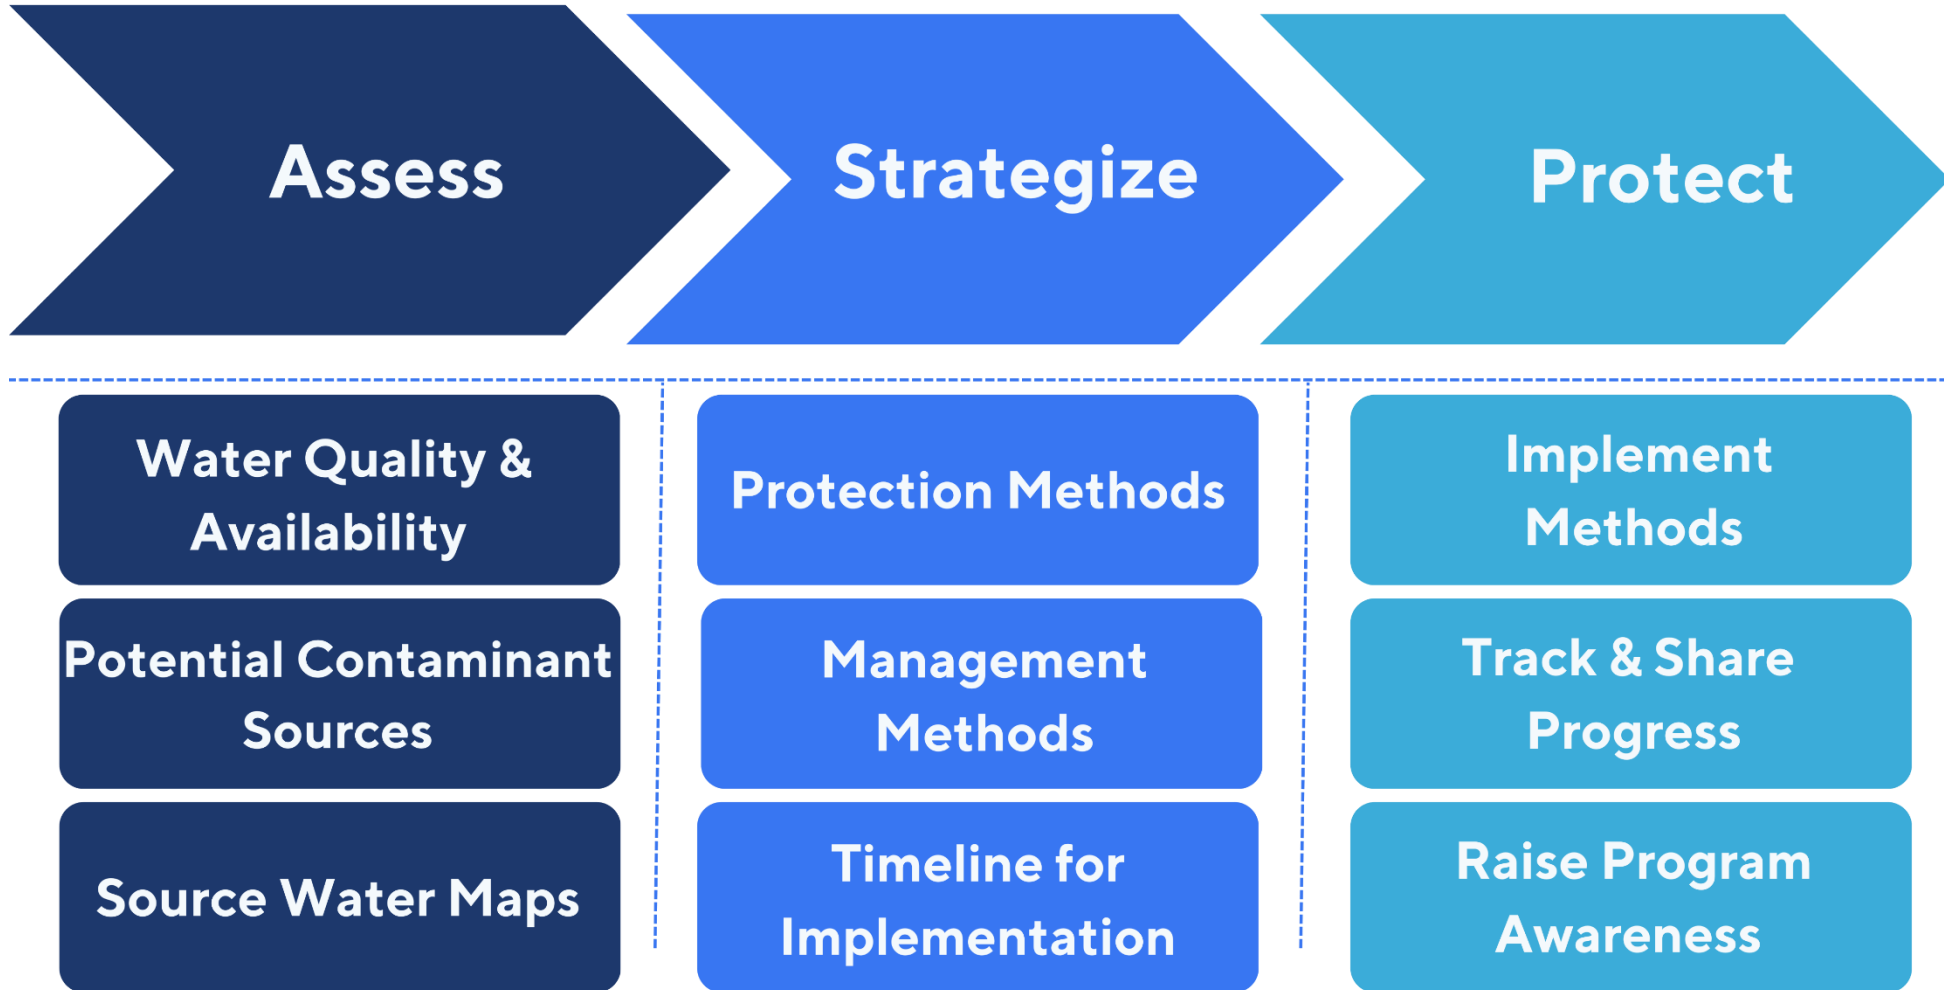 Assess
Strategize
Protect
Water Quality &
Availability
Potential Contaminant
Sources
Source Water Maps
Protection Methods
Management
Methods
Timeline for
Implementation
Implement
Methods
Track & Share
Progress
Raise Program
Awareness